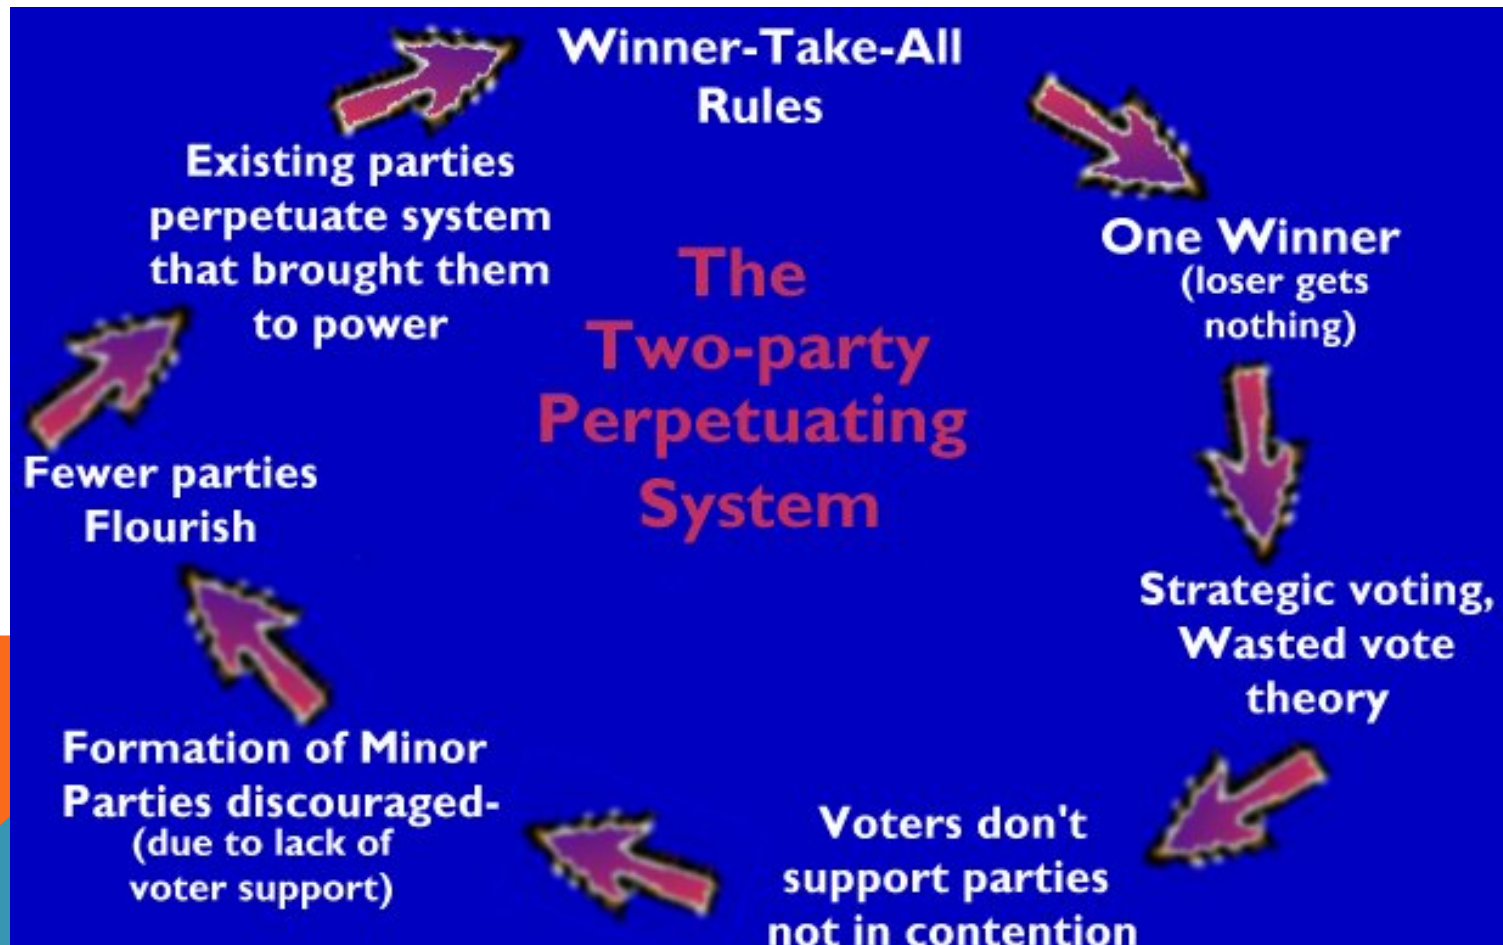 The
Two-party
Perpetuating
System
Winner-Take-All
Rules
One Winner
(loser gets
nothing)
Strategic voting,
Wasted vote
theory
Voters don't
support parties
not in contention
Formation of Minor
Parties discouraged-
(due to lack of
voter support)
Fewer parties
Flourish
Existing parties
perpetuate system
that brought them
to power